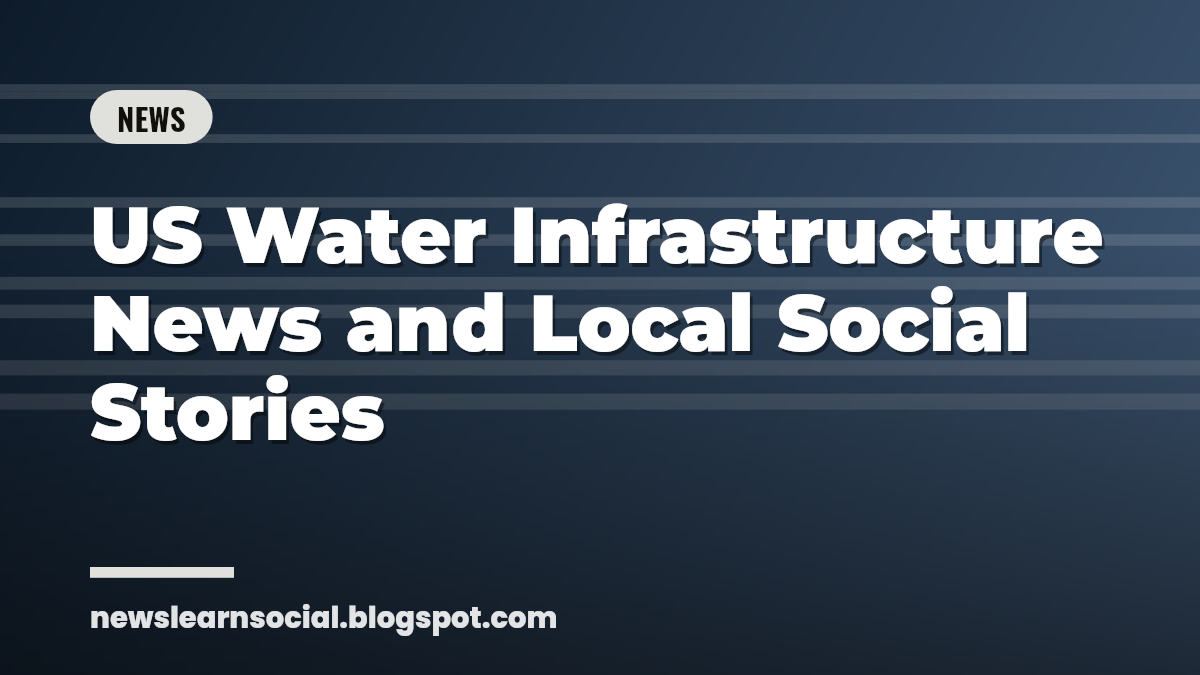 NEWS
US Water Infrastructure
News and Local Social
Stories
newslearnsocial.blogspot.com